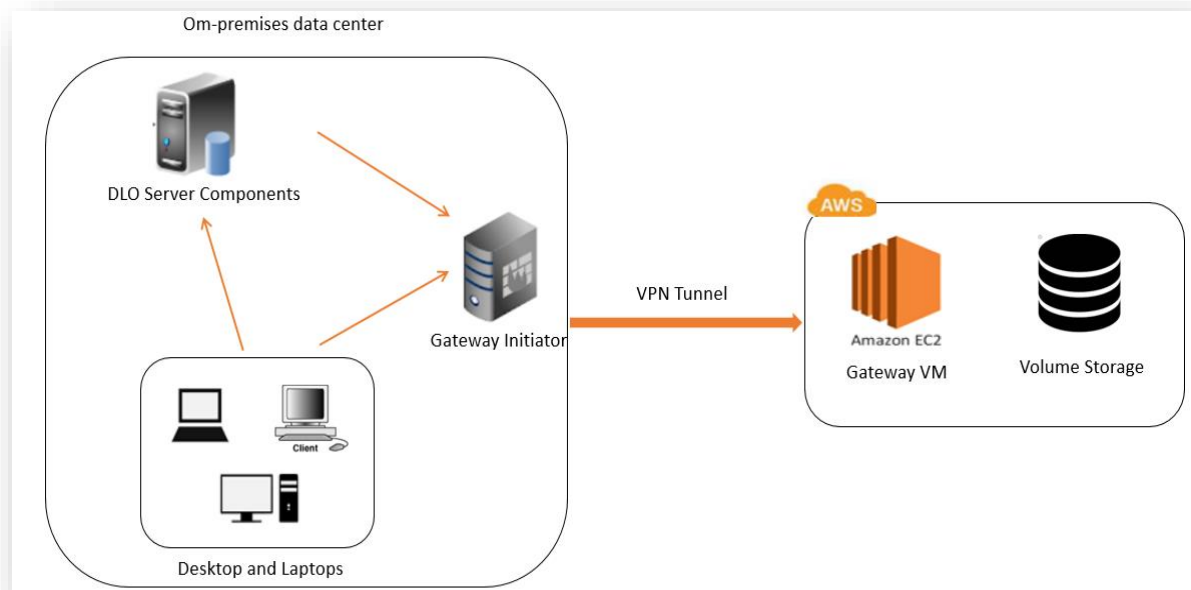 Om-premises data center
DLO Server Components
AWS
VPN Tunnel
Gateway Initiator
Amazon EC2
Gateway VM
Volume Storage
Client
Desktop and Laptops